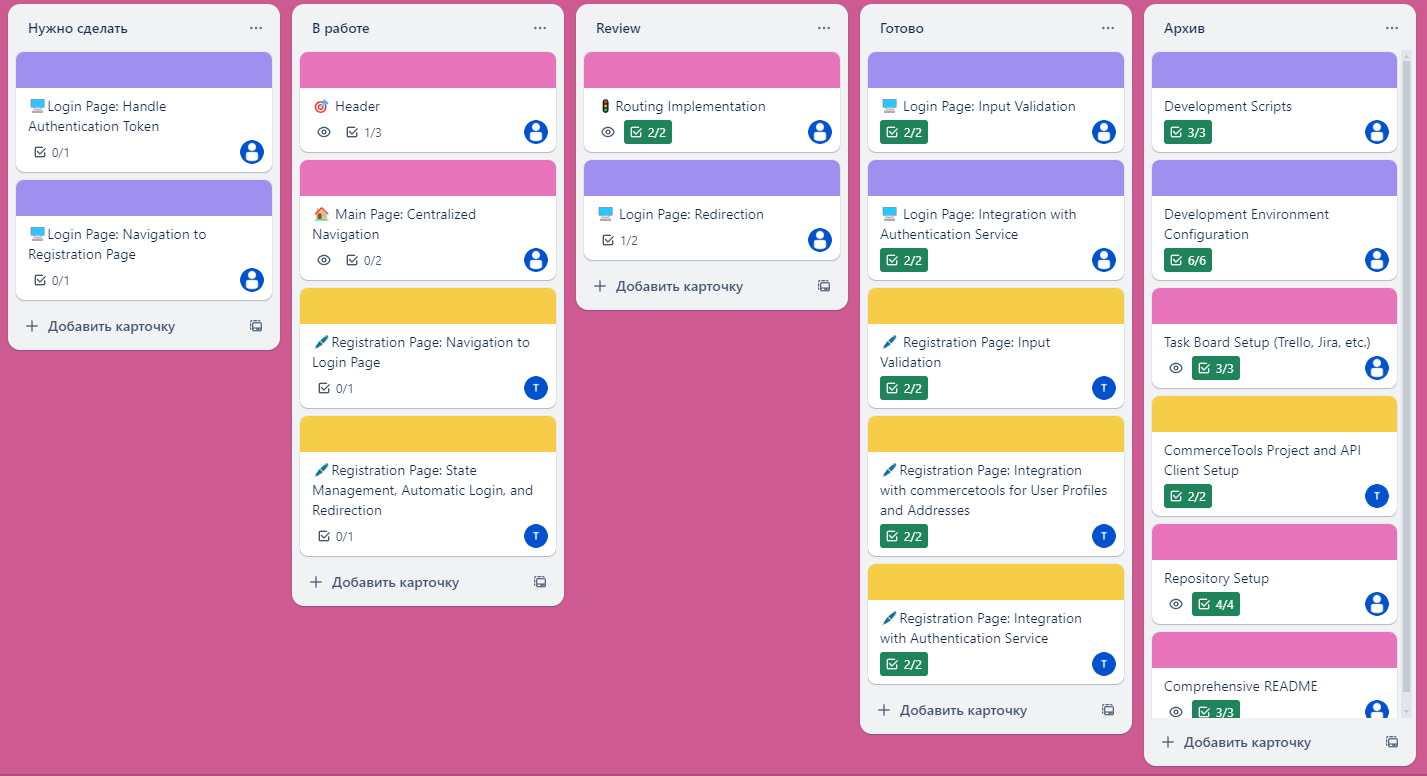 Нужно сделать
Login Page: Handle
Authentication Token
0/1
Login Page: Navigation to
Registration Page
0/1
Добавить карточку
В работе
Header
1/3
Main Page: Centralized
Navigation
0/2
Registration Page: Navigation to
Login Page
0/1
T
Registration Page: State
Management, Automatic Login, and
Redirection
0/1
T
Добавить карточку
Review
Routing Implementation
2/2
Login Page: Redirection
1/2
Добавить карточку
Готово
Login Page: Input Validation
2/2
Login Page: Integration with
Authentication Service
2/2
Registration Page: Input
Validation
2/2
T
Registration Page: Integration
with commercetools for User Profiles
and Addresses
2/2
T
Registration Page: Integration
with Authentication Service
2/2
T
Добавить карточку
Архив
Development Scripts
3/3
Development Environment
Configuration
6/6
Task Board Setup (Trello, Jira, etc.)
3/3
CommerceTools Project and API
Client Setup
2/2
T
Repository Setup
4/4
Comprehensive README
3/3
Добавить карточку